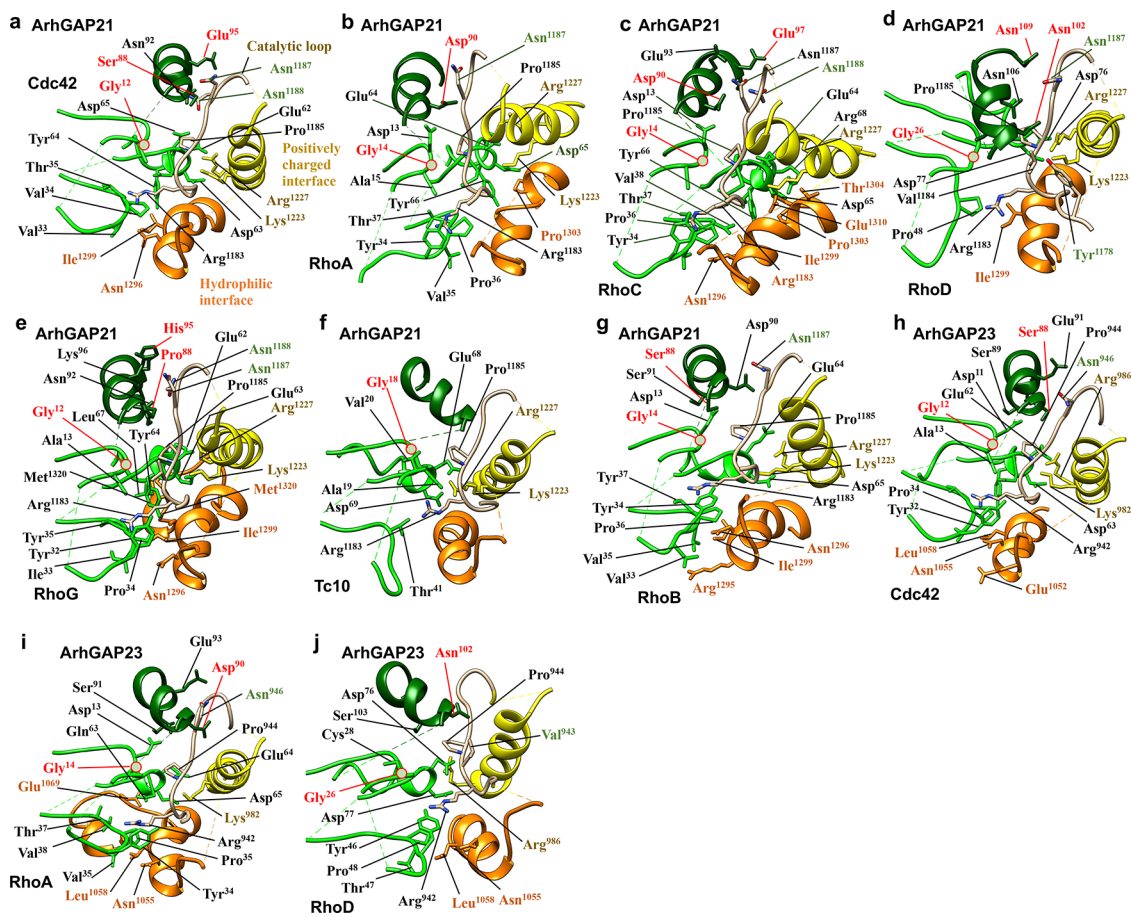 a
ArhGAP21
Asn⁹²
Glu⁹⁵
Cdc42
Ser⁸⁸
Catalytic loop
Gly¹²
Asn¹¹⁸⁷
Asn¹¹⁸⁸
Asp⁶⁵
Glu⁶²
Tyr⁶⁴
Pro¹¹⁸⁵
Thr³⁵
Positively
charged
interface
Val³⁴
Arg¹²²⁷
Lys¹²²³
Val³³
Asp⁶³
Ile¹²⁹⁹
Arg¹¹⁸³
Asn¹²⁹⁶
Hydrophilic
interface
b
ArhGAP21
Asp⁹⁰
Asn¹¹⁸⁷
Pro¹¹⁸⁵
Glu⁶⁴
Arg¹²²⁷
Asp¹³
Gly¹⁴
Asp⁶⁵
Ala¹⁵
Lys¹²²³
Thr³⁷
Tyr⁶⁶
Pro¹³⁰³
Tyr³⁴
Arg¹¹⁸³
RhoA
Val³⁵
Pro³⁶
c
ArhGAP21
Glu⁹⁷
Glu⁹³
Asn¹¹⁸⁷
Asp⁹⁰
Asn¹¹⁸⁸
Asp¹³
Glu⁶⁴
Pro¹¹⁸⁵
Arg⁶⁸
Gly¹⁴
Arg¹²²⁷
Tyr⁶⁶
Val³⁸
Thr¹³⁰⁴
Thr³⁷
Asp⁶⁵
Pro³⁶
Glu¹³¹⁰
Tyr³⁴
Pro¹³⁰³
Ile¹²⁹⁹
RhoC
Arg¹¹⁸³
Asn¹²⁹⁶
d
ArhGAP21
Asn¹⁰⁹
Asn¹⁰²
Asn¹¹⁸⁷
Asn¹⁰⁶
Asp⁷⁶
Pro¹¹⁸⁵
Arg¹²²⁷
Gly²⁶
Lys¹²²³
Asp⁷⁷
Val¹¹⁸⁴
Pro⁴⁸
Arg¹¹⁸³
Tyr¹¹⁷⁸
RhoD
Ile¹²⁹⁹
e
ArhGAP21
His⁹⁵
Glu⁶²
Lys⁹⁶
Pro⁸⁸
Asn¹¹⁸⁸
Asn⁹²
Asn¹¹⁸⁷
Pro¹¹⁸⁵
Gly¹²
Leu⁶⁷
Glu⁶³
Tyr⁶⁴
Arg¹²²⁷
Ala¹³
Lys¹²²³
Met¹³²⁰
Met¹³²⁰
Arg¹¹⁸³
Tyr³⁵
Ile¹²⁹⁹
Tyr³²
Ile³³
RhoG
Pro³⁴
Asn¹²⁹⁶
f
ArhGAP21
Glu⁶⁸
Gly¹⁸
Pro¹¹⁸⁵
Val²⁰
Arg¹²²⁷
Ala¹⁹
Lys¹²²³
Asp⁶⁹
Arg¹¹⁸³
Tc10
Thr⁴¹
g
ArhGAP21
Asp⁹⁰
Asn¹¹⁸⁷
Ser⁸⁸
Glu⁶⁴
Ser⁹¹
Asp¹³
Gly¹⁴
Pro¹¹⁸⁵
Arg¹²²⁷
Lys¹²²³
Tyr³⁷
Asp⁶⁵
Tyr³⁴
Arg¹¹⁸³
Pro³⁶
Val³⁵
Asn¹²⁹⁶
Val³³
Ile¹²⁹⁹
Arg¹²⁹⁵
RhoB
h
ArhGAP23
Glu⁹¹
Ser⁸⁸
Pro⁹⁴⁴
Ser⁸⁹
Asn⁹⁴⁶
Asp¹¹
Arg⁹⁸⁶
Glu⁶²
Gly¹²
Ala¹³
Pro³⁴
Lys⁹⁸²
Tyr³²
Asp⁶³
Leu¹⁰⁵⁸
Arg⁹⁴²
Asn¹⁰⁵⁵
Glu¹⁰⁵²
Cdc42
i
ArhGAP23
Glu⁹³
Asp⁹⁰
Ser⁹¹
Asn⁹⁴⁶
Asp¹³
Gln⁶³
Pro⁹⁴⁴
Glu⁶⁴
Gly¹⁴
Glu¹⁰⁶⁹
Asp⁶⁵
Lys⁹⁸²
Thr³⁷
Arg⁹⁴²
Val³⁸
Pro³⁵
RhoA
Val³⁵
Leu¹⁰⁵⁸
Asn¹⁰⁵⁵
Tyr³⁴
j
ArhGAP23
Asn¹⁰²
Pro⁹⁴⁴
Asp⁷⁶
Ser¹⁰³
Val⁹⁴³
Cys²⁸
Gly²⁶
Asp⁷⁷
Tyr⁴⁶
Arg⁹⁸⁶
Pro⁴⁸
Thr⁴⁷
Arg⁹⁴²
Leu¹⁰⁵⁸
Asn¹⁰⁵⁵
RhoD